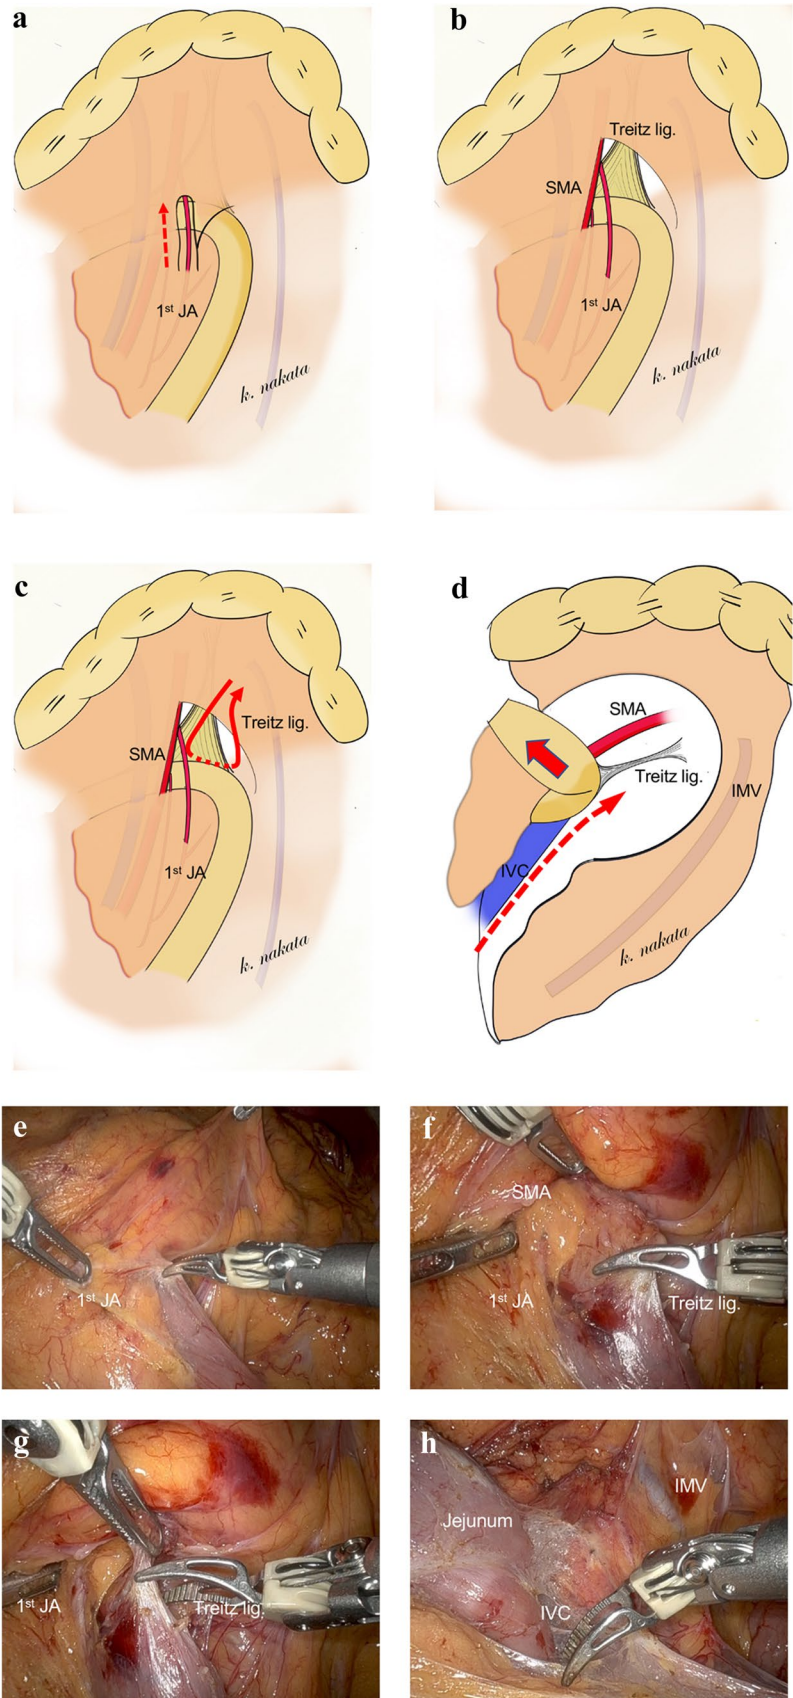 a
1st JA
k. nakata
b
Treitz lig.
SMA
1st JA
k. nakata
c
Treitz lig.
SMA
1st JA
k. nakata
d
SMA
Treitz lig.
IMV
IVC
k. nakata
e
1st JA
f
SMA
1st JA
Treitz lig.
g
1st JA
Treitz lig.
h
IMV
Jejunum
IVC